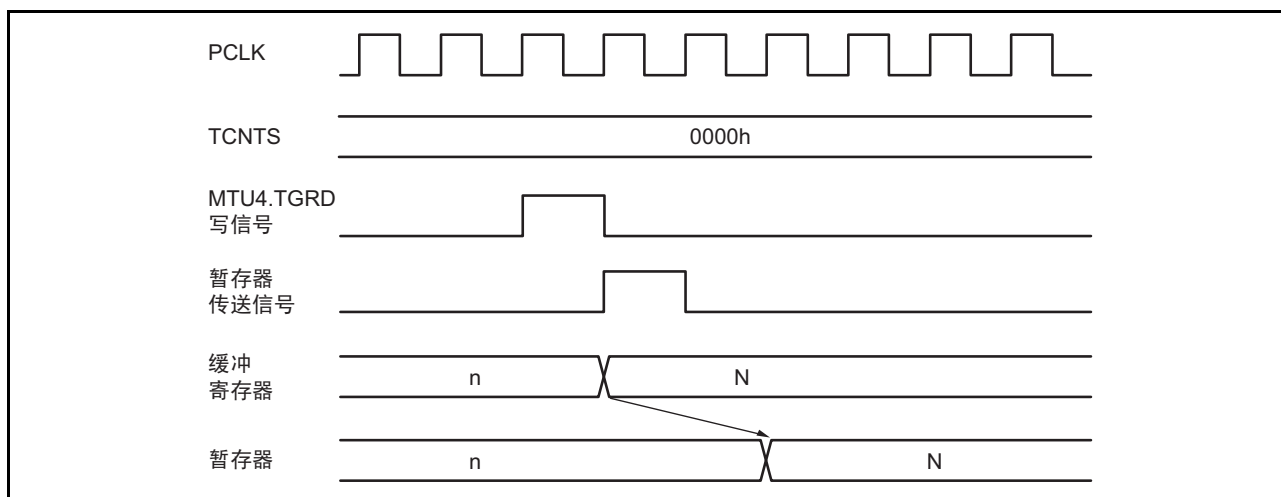 PCLK
TCNTS
0000h
MTU4.TGRD
写信号
暂存器
传送信号
缓冲
寄存器
n
N
暂存器
n
N